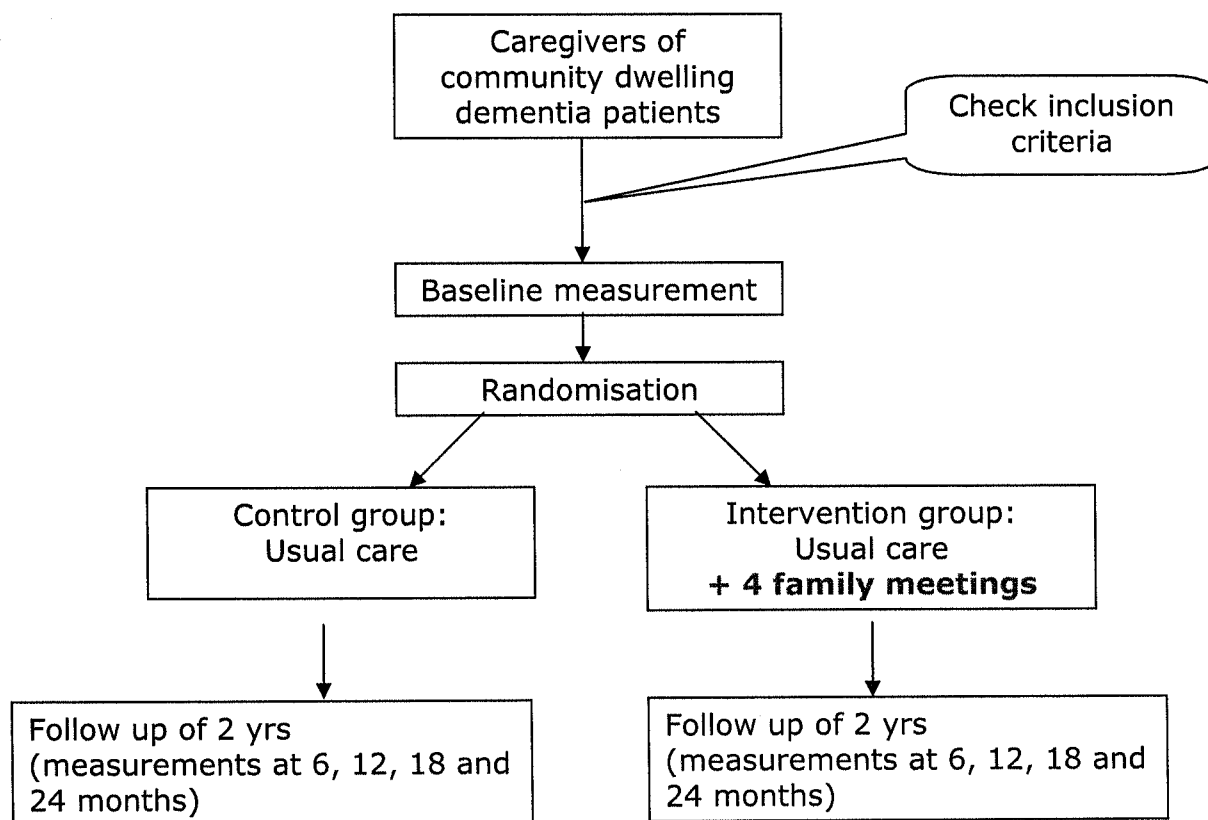 Caregivers of
community dwelling
dementia patients
Check inclusion
criteria
Baseline measurement
Randomisation
Control group:
Usual care
Intervention group:
Usual care
+ 4 family meetings
Follow up of 2 yrs
(measurements at 6, 12, 18 and
24 months)
Follow up of 2 yrs
(measurements at 6, 12, 18 and
24 months)